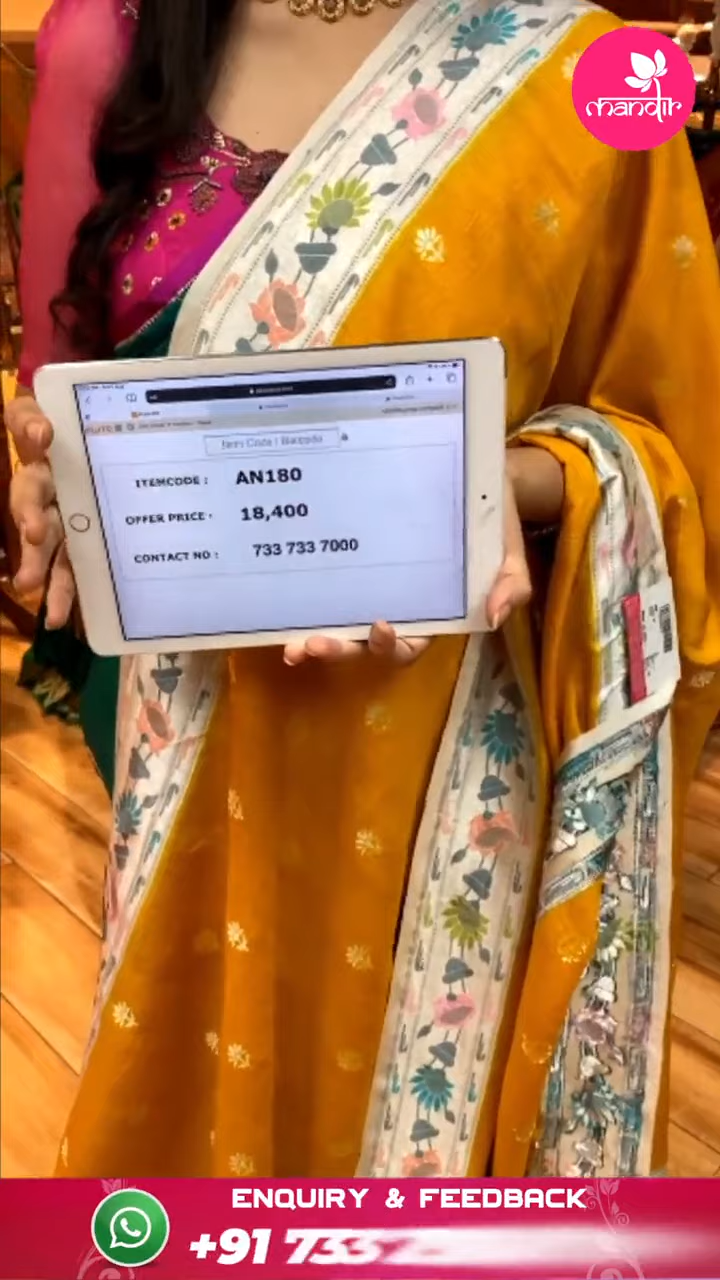 mandir
Item Code / Barcode
ITEMCODE : AN180
OFFER PRICE : 18,400
CONTACT NO : 733 733 7000
ENQUIRY & FEEDBACK
+91 733